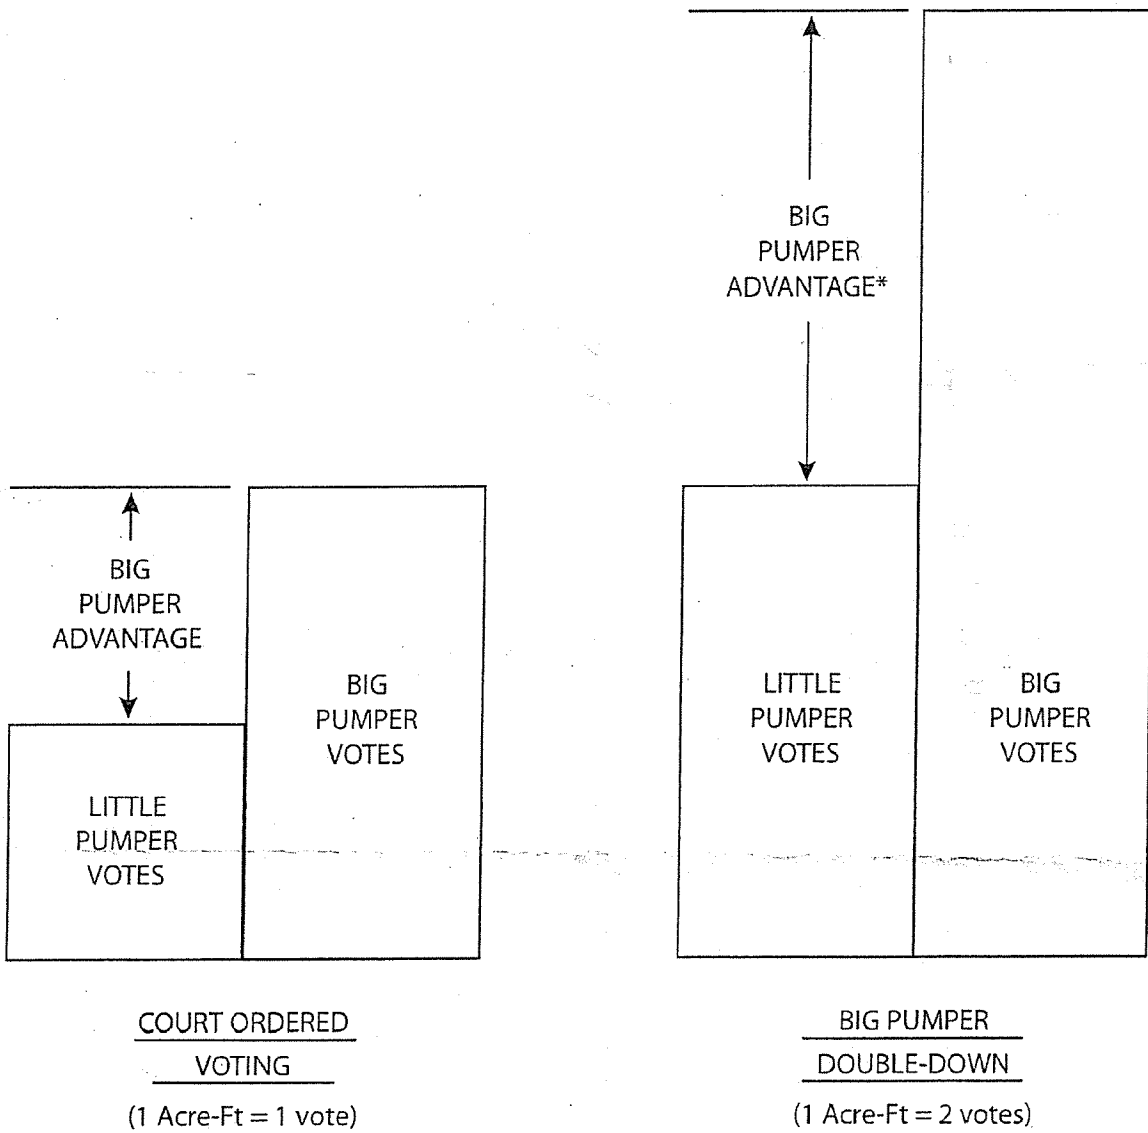 BIG
PUMPER
ADVANTAGE
LITTLE
PUMPER
VOTES
BIG
PUMPER
VOTES
COURT ORDERED
VOTING
(1 Acre-Ft = 1 vote)
BIG
PUMPER
ADVANTAGE*
LITTLE
PUMPER
VOTES
BIG
PUMPER
VOTES
BIG PUMPER
DOUBLE-DOWN
(1 Acre-Ft = 2 votes)